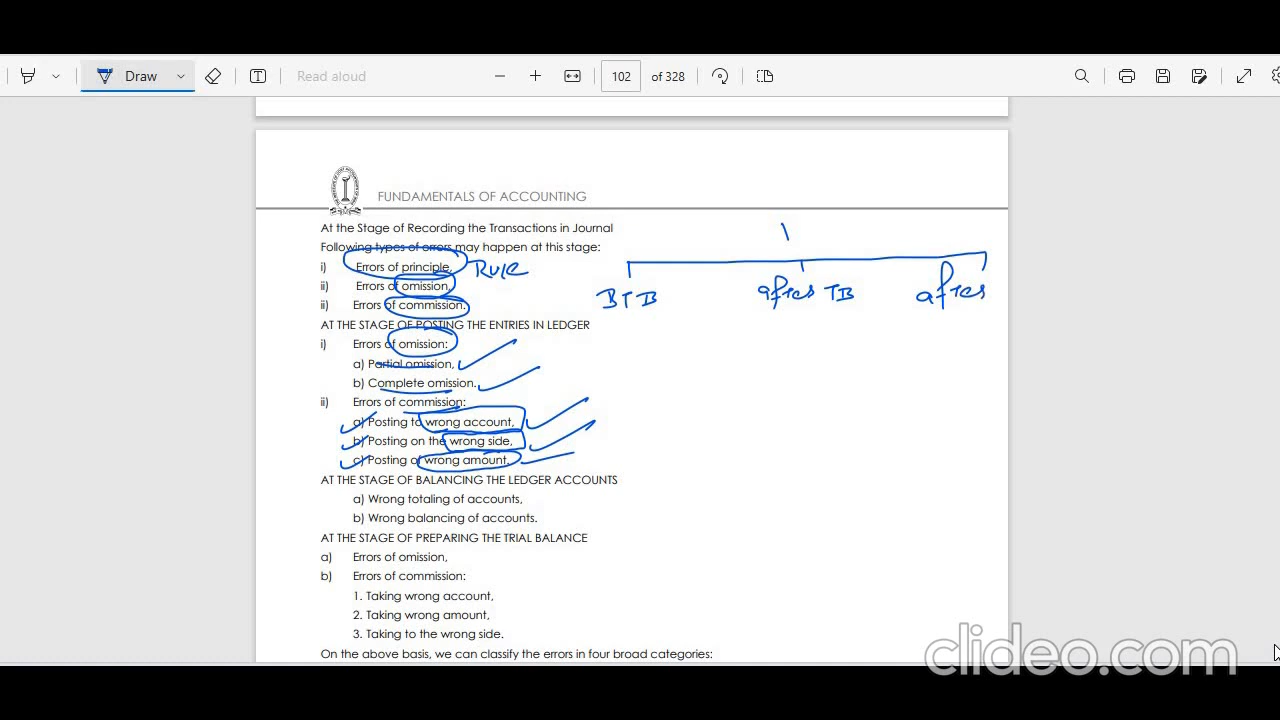 Draw
Read aloud
102 of 328
FUNDAMENTALS OF ACCOUNTING
At the Stage of Recording the Transactions in Journal
Following types of errors may happen at this stage:
i) Errors of principle, Rule
ii) Errors of omission,
iii) Errors of commission.
BTB after TB after
AT THE STAGE OF POSTING THE ENTRIES IN LEDGER
i) Errors of omission:
a) Partial omission,
b) Complete omission.
ii) Errors of commission:
a) Posting to wrong account,
b) Posting on the wrong side,
c) Posting of wrong amount.
AT THE STAGE OF BALANCING THE LEDGER ACCOUNTS
a) Wrong totaling of accounts,
b) Wrong balancing of accounts.
AT THE STAGE OF PREPARING THE TRIAL BALANCE
a) Errors of omission,
b) Errors of commission:
1. Taking wrong account,
2. Taking wrong amount,
3. Taking to the wrong side.
On the above basis, we can classify the errors in four broad categories:
clideo.com